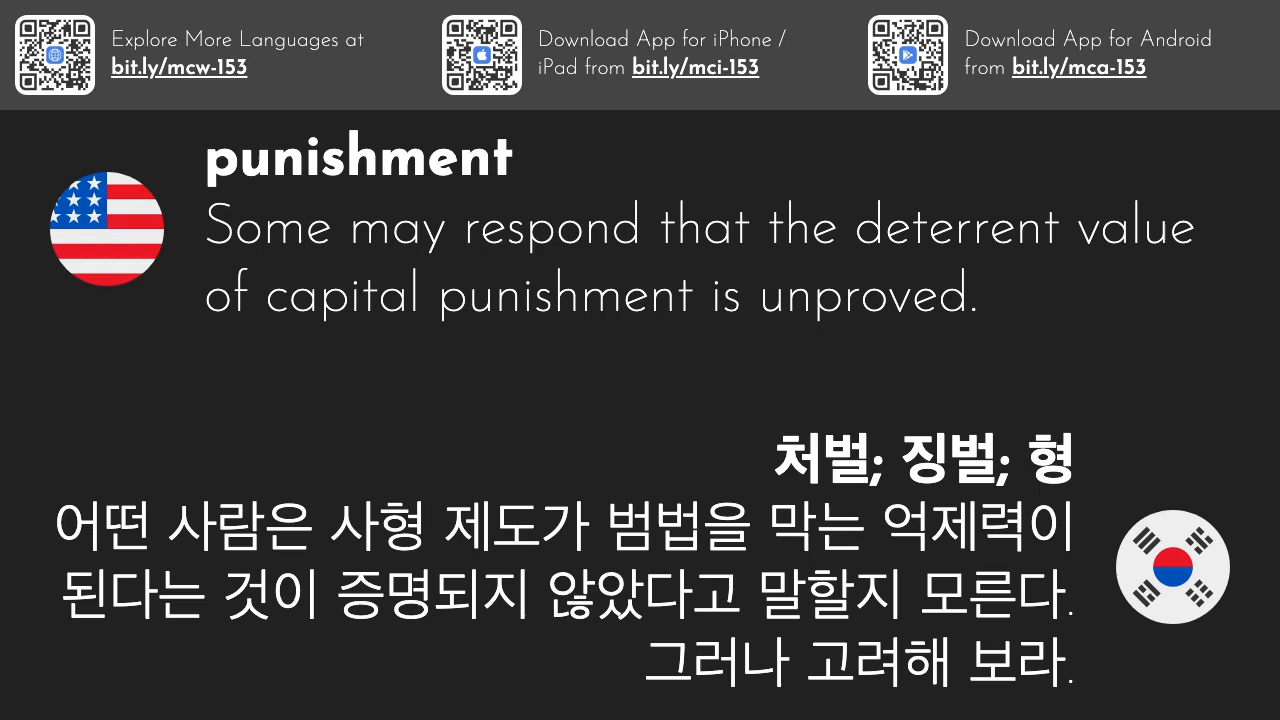 Explore More Languages at
bit.ly/mcw-153
Download App for iPhone /
iPad from bit.ly/mci-153
Download App for Android
from bit.ly/mca-153
punishment
Some may respond that the deterrent value
of capital punishment is unproved.
처벌; 징벌; 형
어떤 사람은 사형 제도가 범법을 막는 억제력이
된다는 것이 증명되지 않았다고 말할지 모른다.
그러나 고려해 보라.